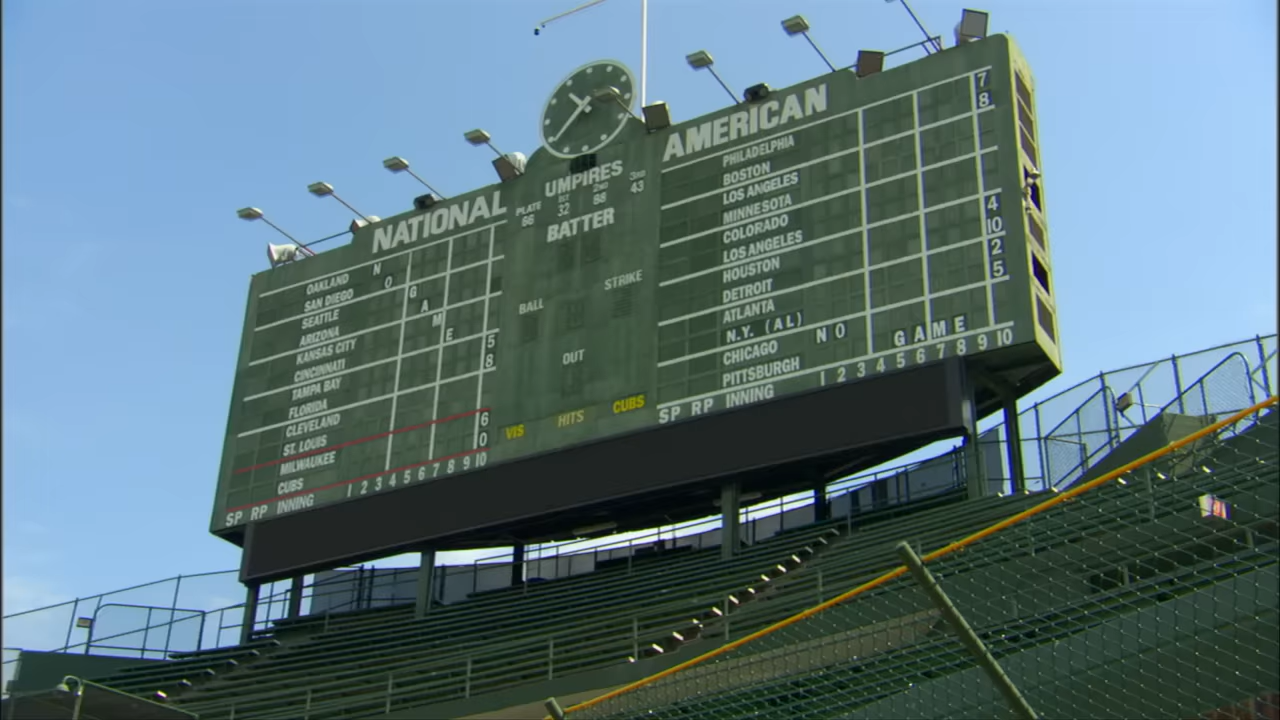 NATIONAL
OAKLAND N
SAN DIEGO O
SEATTLE G
ARIZONA A
KANSAS CITY M
CINCINNATI E
TAMPA BAY 5
FLORIDA 8
CLEVELAND
ST. LOUIS
MILWAUKEE 6
CUBS 0
SP RP INNING 1 2 3 4 5 6 7 8 9 10
UMPIRES
PLATE 1ST 2ND 3RD
66 32 98 43
BATTER
BALL STRIKE
OUT
VIS HITS CUBS
AMERICAN
PHILADELPHIA 7
BOSTON 8
LOS ANGELES
MINNESOTA
COLORADO
LOS ANGELES
HOUSTON 4
DETROIT 10
ATLANTA 2
N.Y. (AL) 5
CHICAGO NO GAME
PITTSBURGH
SP RP INNING 1 2 3 4 5 6 7 8 9 10